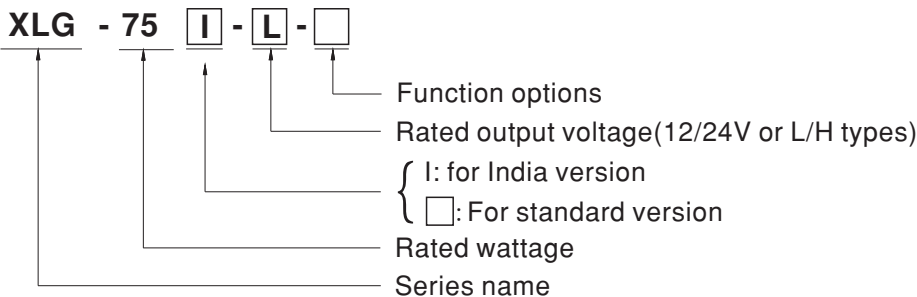 XLG - 75 I - L - □
Function options
Rated output voltage(12/24V or L/H types)
I: for India version
□: For standard version
Rated wattage
Series name